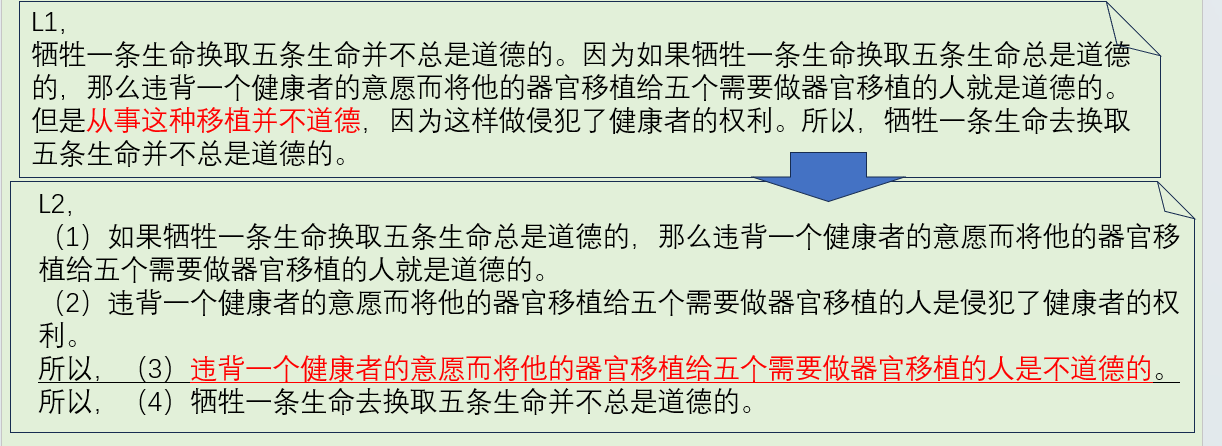 L1,
牺牲一条生命换取五条生命并不总是道德的。因为如果牺牲一条生命换取五条生命总是道德
的，那么违背一个健康者的意愿而将他的器官移植给五个需要做器官移植的人就是道德的。
但是从事这种移植并不道德，因为这样做侵犯了健康者的权利。所以，牺牲一条生命去换取
五条生命并不总是道德的。
L2,
（1）如果牺牲一条生命换取五条生命总是道德的，那么违背一个健康者的意愿而将他的器官移
植给五个需要做器官移植的人就是道德的。
（2）违背一个健康者的意愿而将他的器官移植给五个需要做器官移植的人是侵犯了健康者的权
利。
所以，（3）违背一个健康者的意愿而将他的器官移植给五个需要做器官移植的人是不道德的。
所以，（4）牺牲一条生命去换取五条生命并不总是道德的。